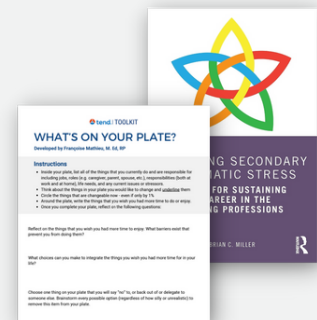 tend | TOOLKIT
WHAT'S ON YOUR PLATE?
Developed by Françoise Mathieu, M. Ed, RP
Instructions
• Inside your plate, list all of the things that you currently do and are responsible for
including jobs, roles (e.g. caregiver, parent, spouse, etc.), responsibilities (both at
work and at home), life needs, and any current issues or stressors.
• Think about the things in your plate you would like to change and underline them
• Circle the things that are changeable now - even if only by 1%.
• Around the plate, write the things that you wish you had more time to do or enjoy.
• Once you complete your plate, reflect on the following questions:
Reflect on the things that you wish you had more time to enjoy. What barriers exist that
prevent you from doing them?
What choices can you make to integrate the things you wish you had more time for in your
life?
Choose one thing on your plate that you will say "no" to, or back out of or delegate to
someone else. Brainstorm every possible option (regardless of how silly or unrealistic) to
remove this item from your plate.
NG SECONDARY
MATIC STRESS
FOR SUSTAINING
AREER IN THE
NG PROFESSIONS
BRIAN C. MILLER
R